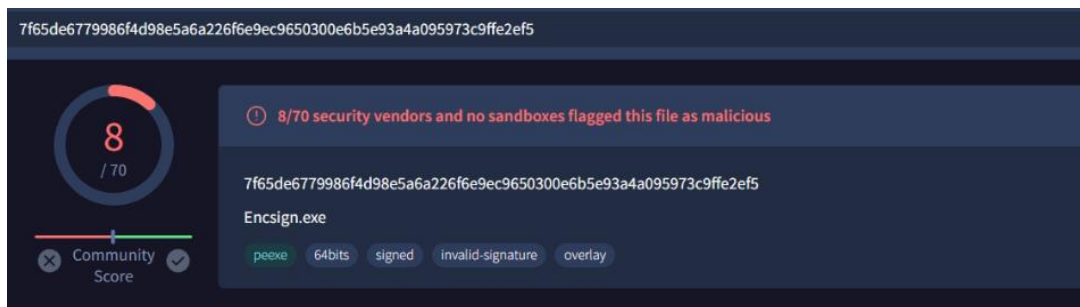 7f65de6779986f4d98e5a6a226f6e9ec9650300e6b5e93a4a095973c9ffe2ef5
8
/ 70
8/70 security vendors and no sandboxes flagged this file as malicious
7f65de6779986f4d98e5a6a226f6e9ec9650300e6b5e93a4a095973c9ffe2ef5
Encsign.exe
peexe 64bits signed invalid-signature overlay
Community
Score